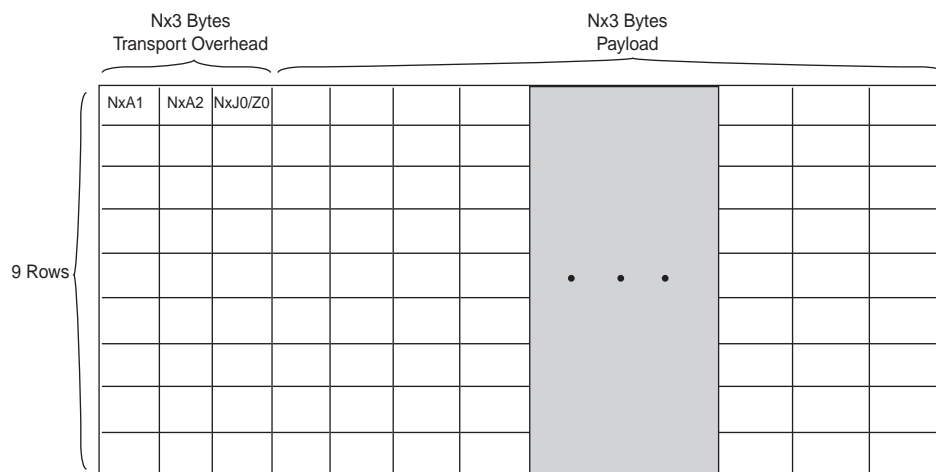 Nx3 Bytes
Transport Overhead
Nx3 Bytes
Payload
NxA1 NxA2 NxJ0/Z0
9 Rows